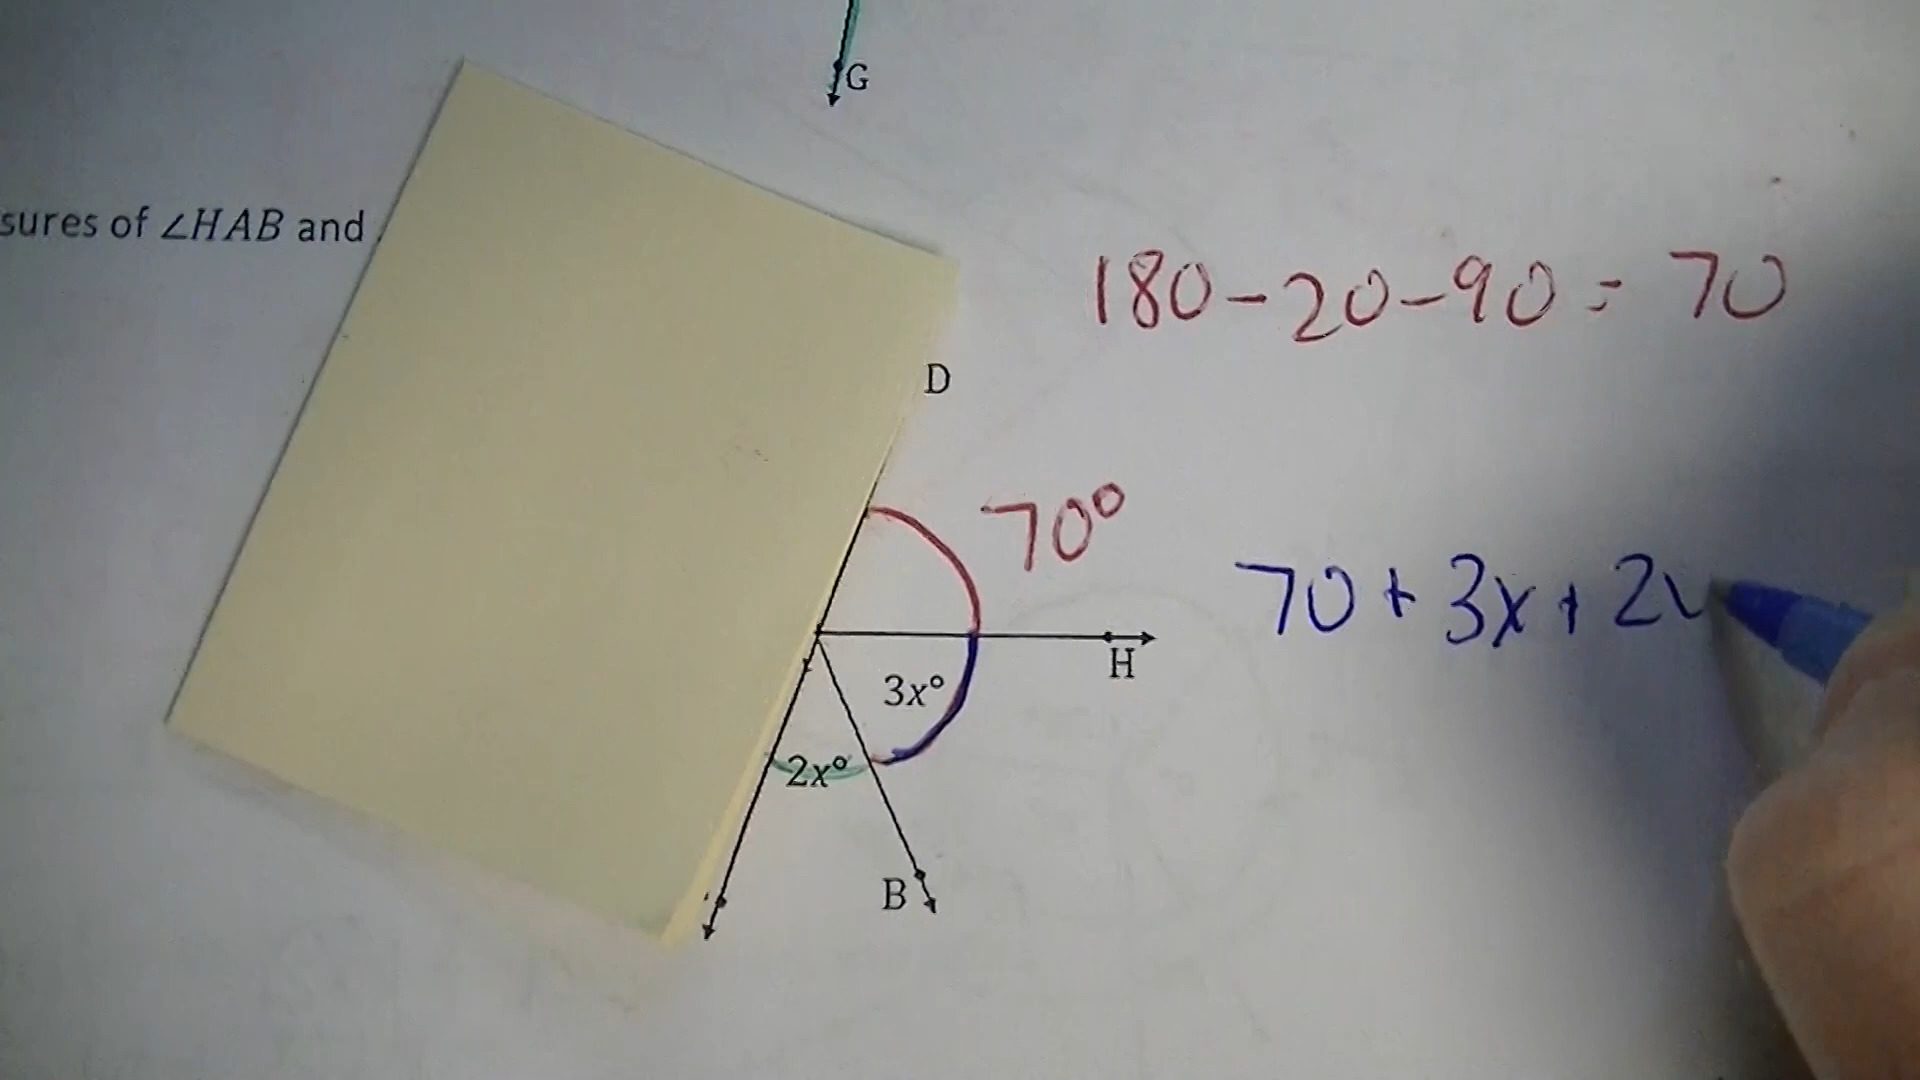 G
sures of ∠HAB and
180-20-90=70
D
70°
70+3x+2
H
3x°
2x°
B